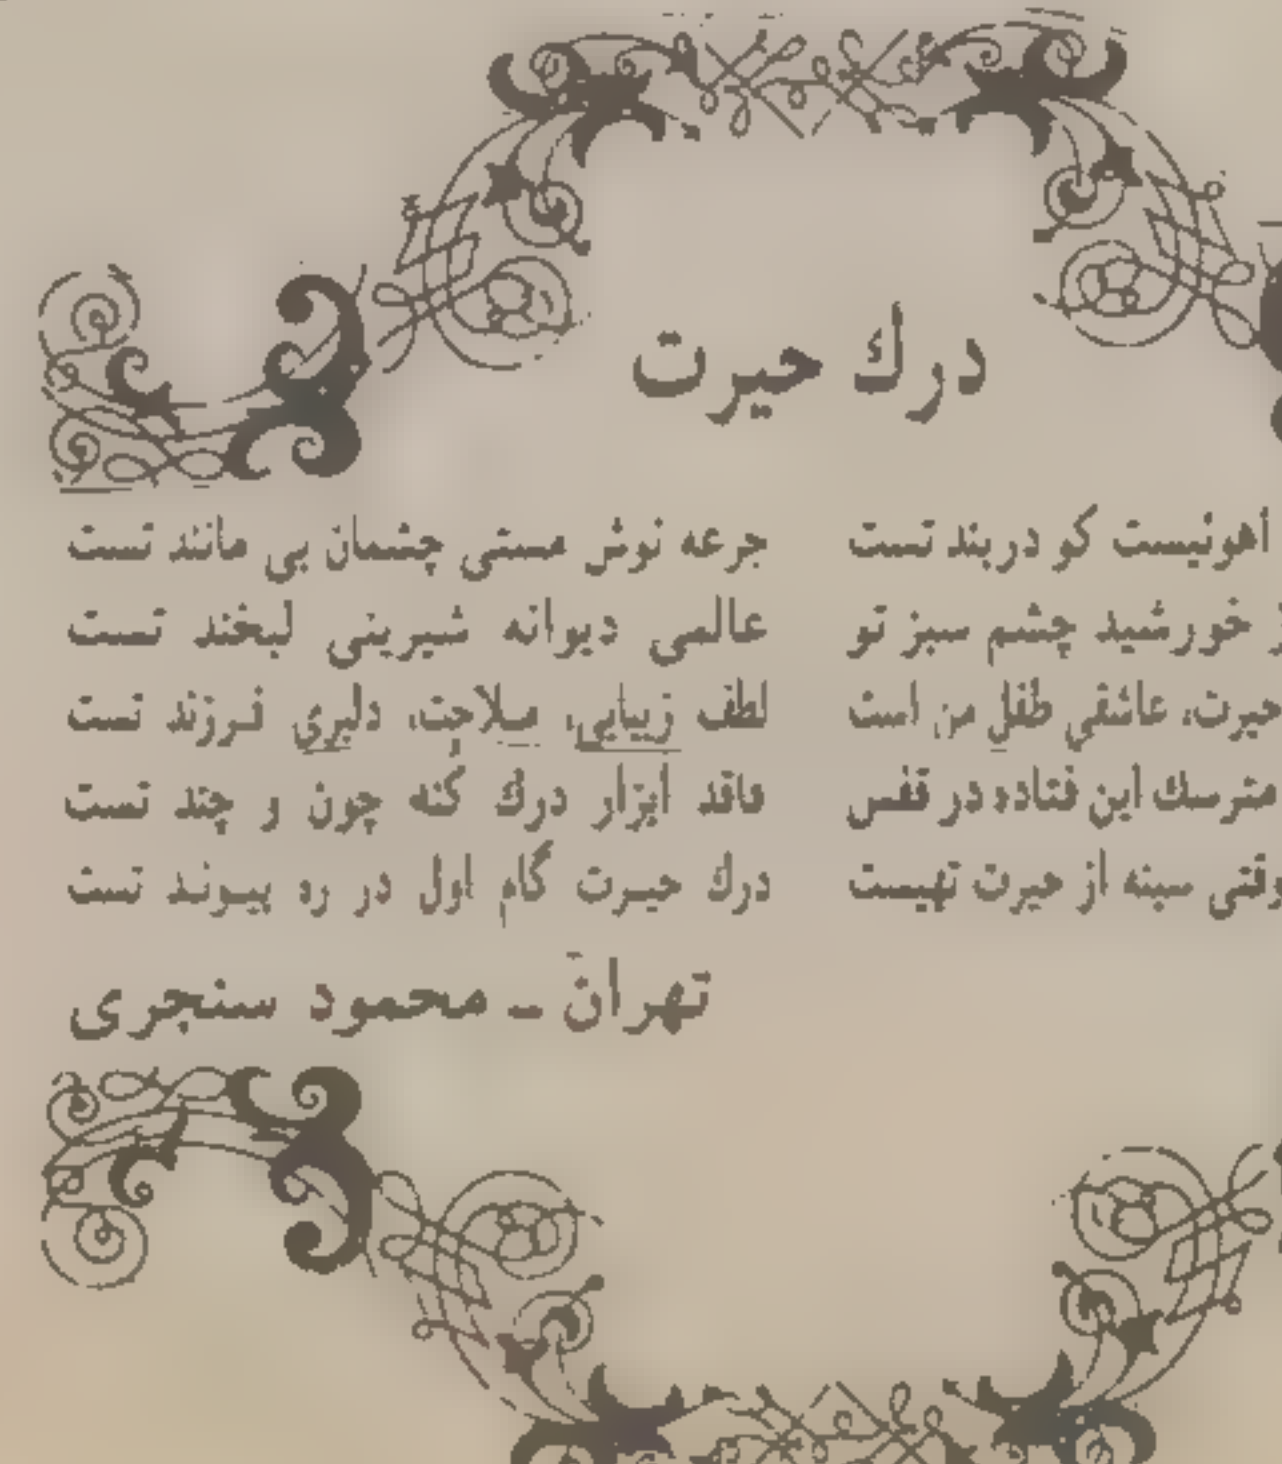 درك حیرت
آهونیست كو دربند تست جرعه نوش مستی چشمان بی مانند تست
خورشید چشم سبز تو عالمی دیوانه شیرینی لبخند تست
حیرت، عاشقی طفل من است لطف زیبایی، ملاحت، دلبری فرزند تست
مترسك این فتاده در قفس فاقد ابزار درك كُنه چون و چند تست
وقتی سینه از حیرت تهیست درك حیرت گام اول در ره پیوند تست
تهران ـ محمود سنجری